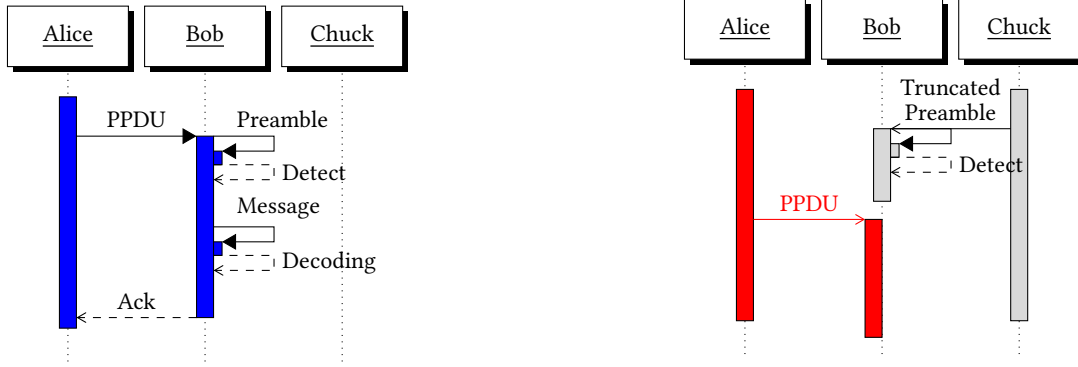 Alice
Bob
Chuck
PPDU
Preamble
Detect
Message
Decoding
Ack
Alice
Bob
Chuck
Truncated
Preamble
Detect
PPDU